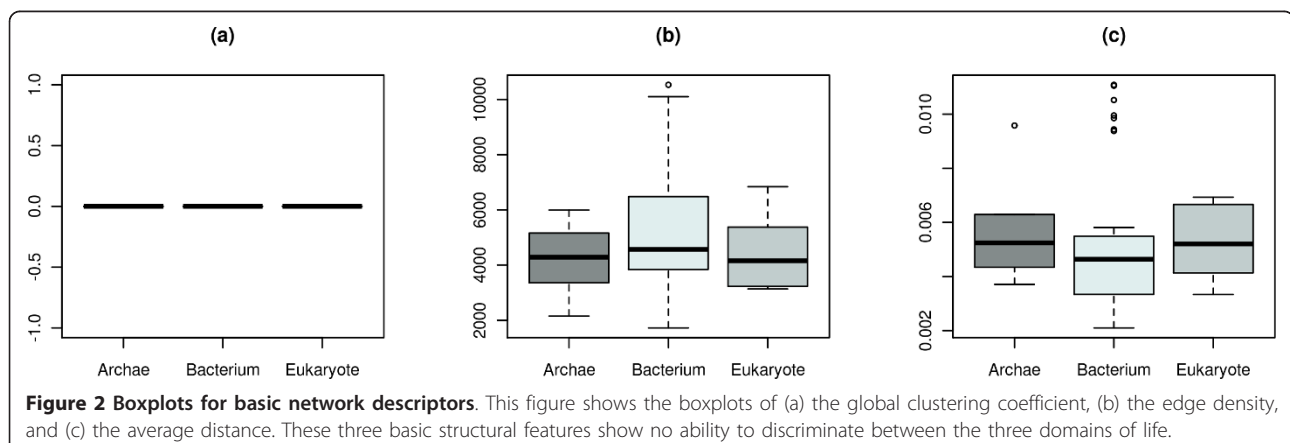 (a) (b) (c)
1.0
0.5
0.0
-0.5
-1.0
Archae Bacterium Eukaryote
10000
8000
6000
4000
2000
Archae Bacterium Eukaryote
0.010
0.006
0.002
Archae Bacterium Eukaryote
Figure 2 Boxplots for basic network descriptors. This figure shows the boxplots of (a) the global clustering coefficient, (b) the edge density,
and (c) the average distance. These three basic structural features show no ability to discriminate between the three domains of life.